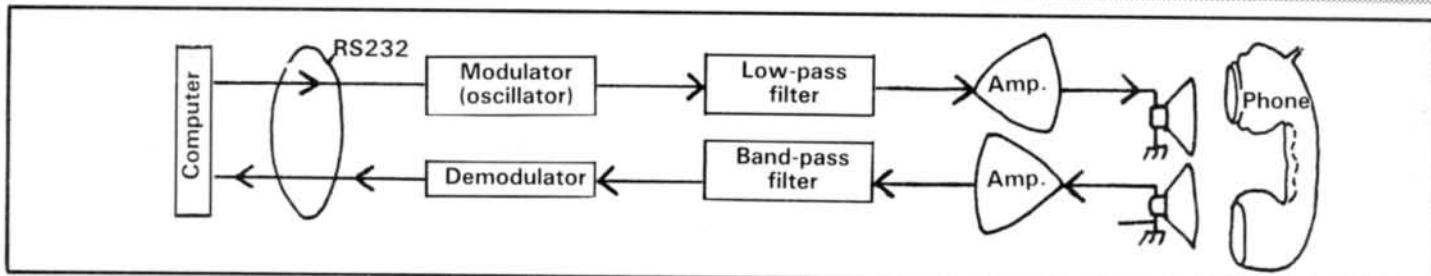 RS232
Computer
Modulator
(oscillator)
Low-pass
filter
Amp.
Phone
Demodulator
Band-pass
filter
Amp.